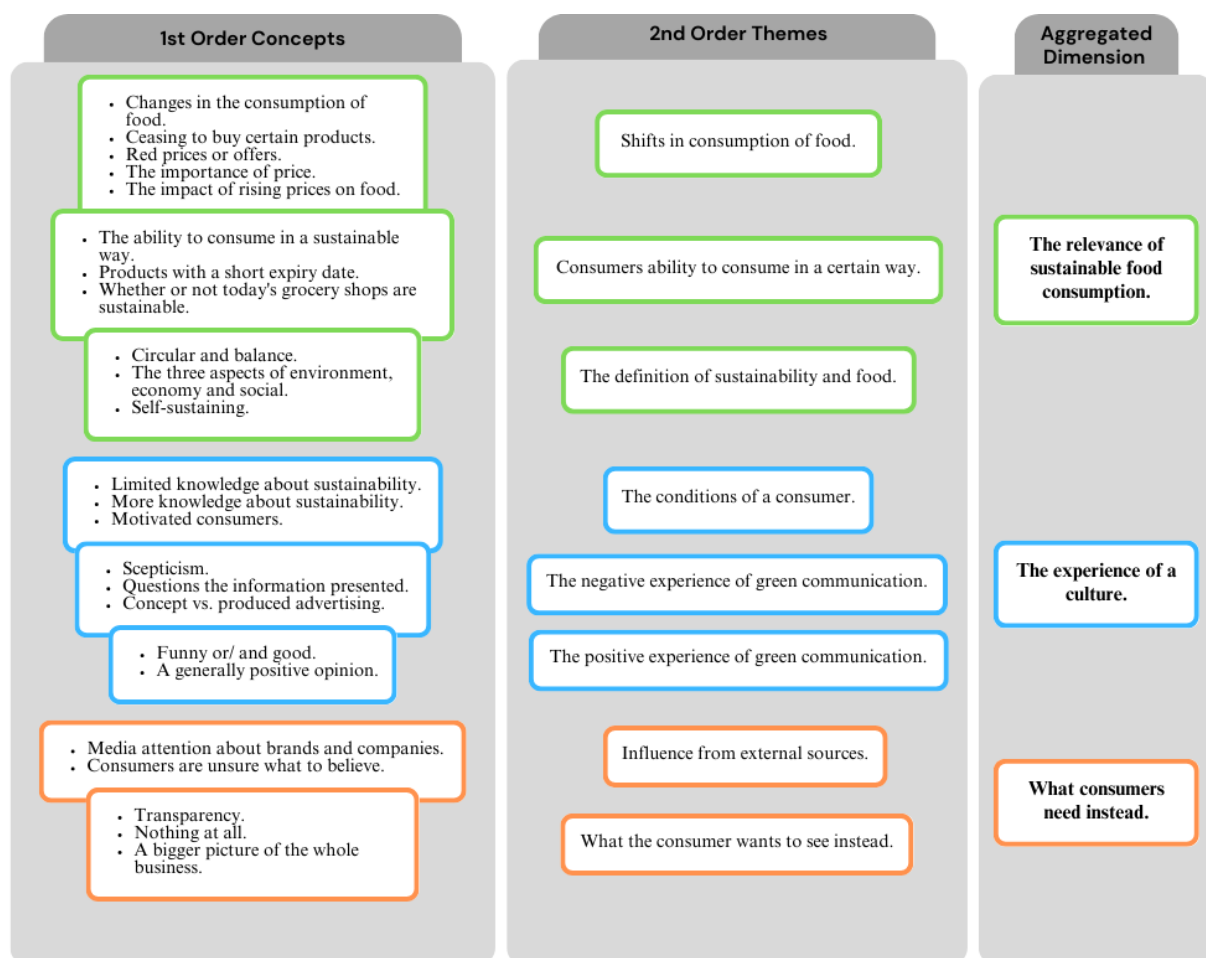 1st Order Concepts
2nd Order Themes
Aggregated
Dimension
• Changes in the consumption of
food.
• Ceasing to buy certain products.
• Red prices or offers.
• The importance of price.
• The impact of rising prices on food.
Shifts in consumption of food.
• The ability to consume in a sustainable
way.
• Products with a short expiry date.
• Whether or not today's grocery shops are
sustainable.
Consumers ability to consume in a certain way.
The relevance of
sustainable food
consumption.
• Circular and balance.
• The three aspects of environment,
economy and social.
• Self-sustaining.
The definition of sustainability and food.
• Limited knowledge about sustainability.
• More knowledge about sustainability.
• Motivated consumers.
The conditions of a consumer.
• Scepticism.
• Questions the information presented.
• Concept vs. produced advertising.
The negative experience of green communication.
The experience of a
culture.
• Funny or/ and good.
• A generally positive opinion.
The positive experience of green communication.
• Media attention about brands and companies.
• Consumers are unsure what to believe.
Influence from external sources.
What consumers
need instead.
• Transparency.
• Nothing at all.
• A bigger picture of the whole
business.
What the consumer wants to see instead.